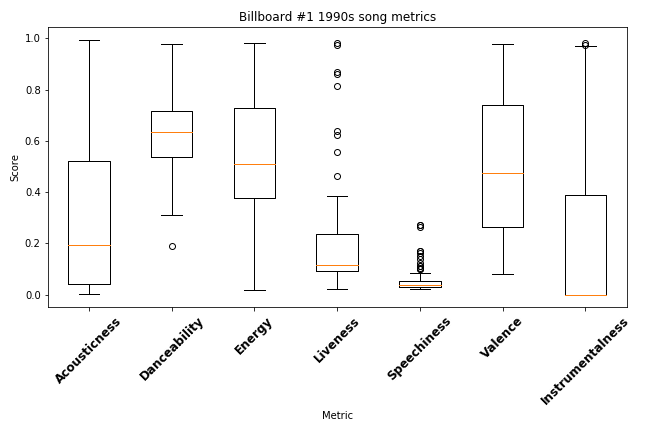 Billboard #1 1990s song metrics
Score
1.0
0.8
0.6
0.4
0.2
0.0
Acousticness
Danceability
Energy
Liveness
Speechiness
Valence
Instrumentalness
Metric